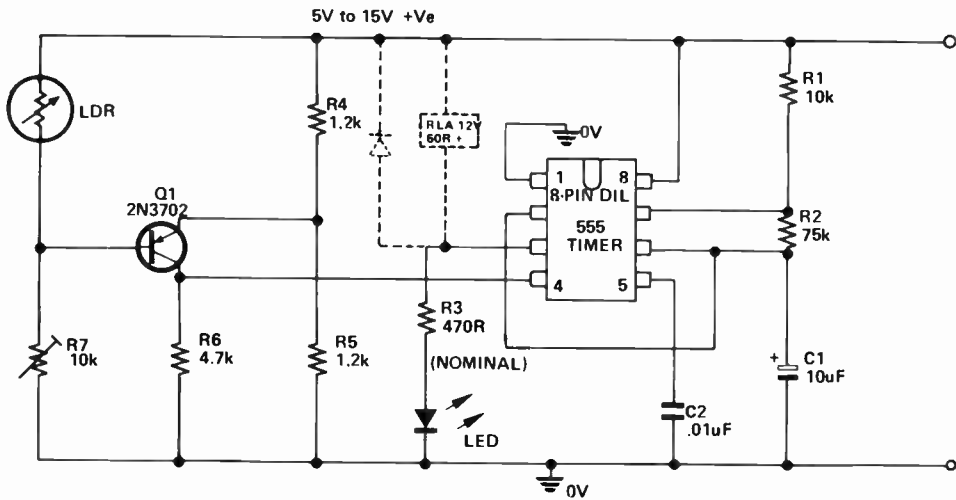 5V to 15V +Ve
LDR
R4
1.2k
RLA 12V
60R +
0V
R1
10k
Q1
2N3702
1 8
8-PIN DIL
555
TIMER
4 5
R2
75k
R3
470R
(NOMINAL)
R7
10k
R6
4.7k
R5
1.2k
+
C1
10uF
C2
.01uF
LED
0V